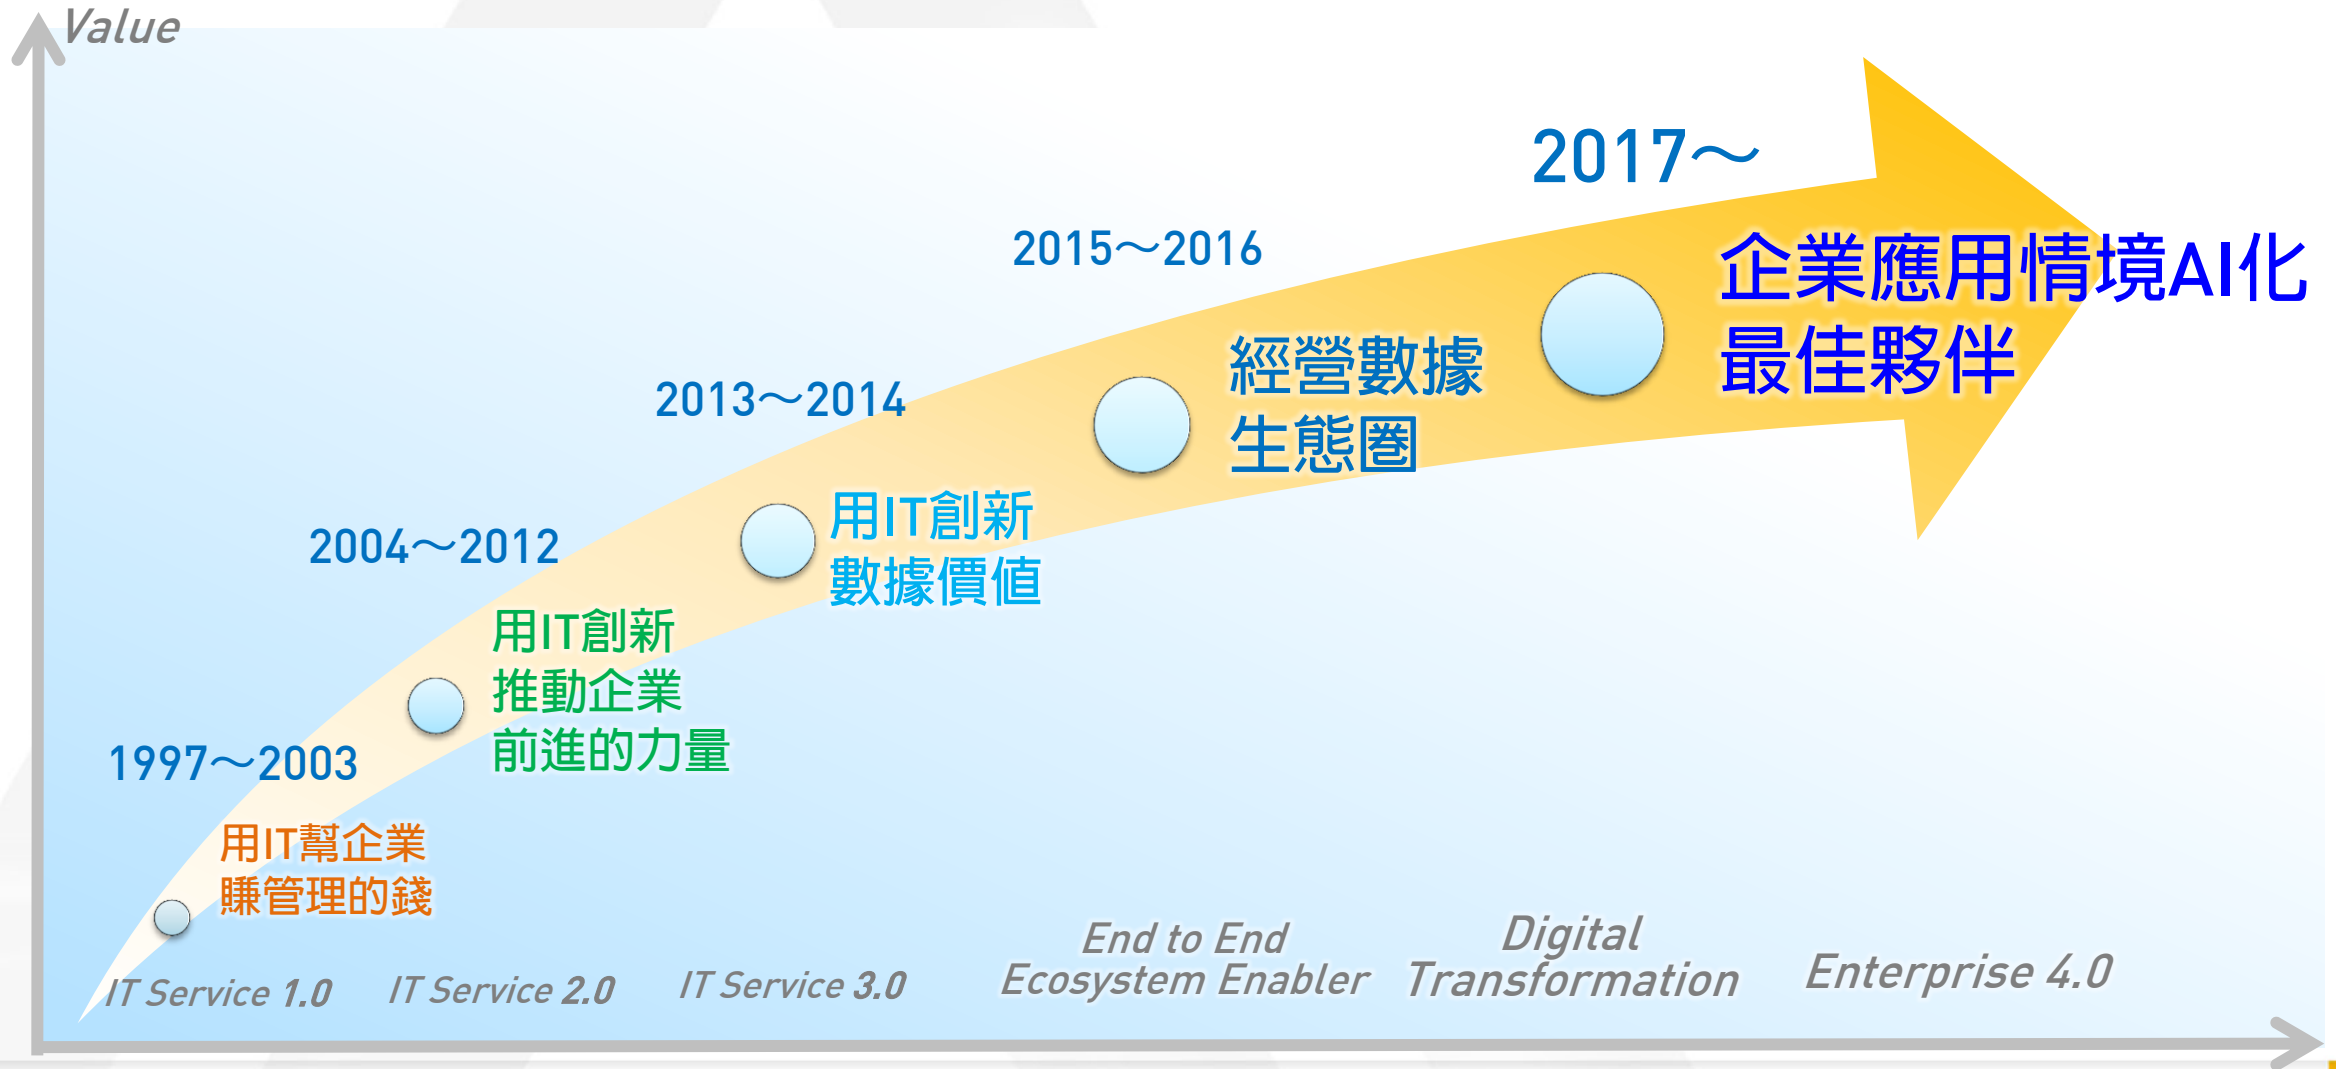 Value
2017～
企業應用情境AI化
最佳夥伴
2015～2016
經營數據
生態圈
2013～2014
用IT創新
數據價值
2004～2012
用IT創新
推動企業
前進的力量
1997～2003
用IT幫企業
賺管理的錢
IT Service 1.0
IT Service 2.0
IT Service 3.0
End to End
Ecosystem Enabler
Digital
Transformation
Enterprise 4.0